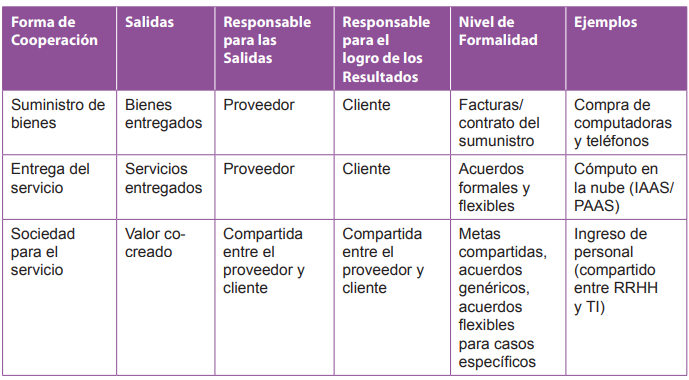 Forma de Cooperación
Salidas
Responsable para las Salidas
Responsable para el logro de los Resultados
Nivel de Formalidad
Ejemplos
Suministro de bienes
Bienes entregados
Proveedor
Cliente
Facturas/ contrato del sumunistro
Compra de computadoras y teléfonos
Entrega del servicio
Servicios entregados
Proveedor
Cliente
Acuerdos formales y flexibles
Cómputo en la nube (IAAS/ PAAS)
Sociedad para el servicio
Valor co-creado
Compartida entre el proveedor y cliente
Compartida entre el proveedor y cliente
Metas compartidas, acuerdos genéricos, acuerdos flexibles para casos específicos
Ingreso de personal (compartido entre RRHH y TI)